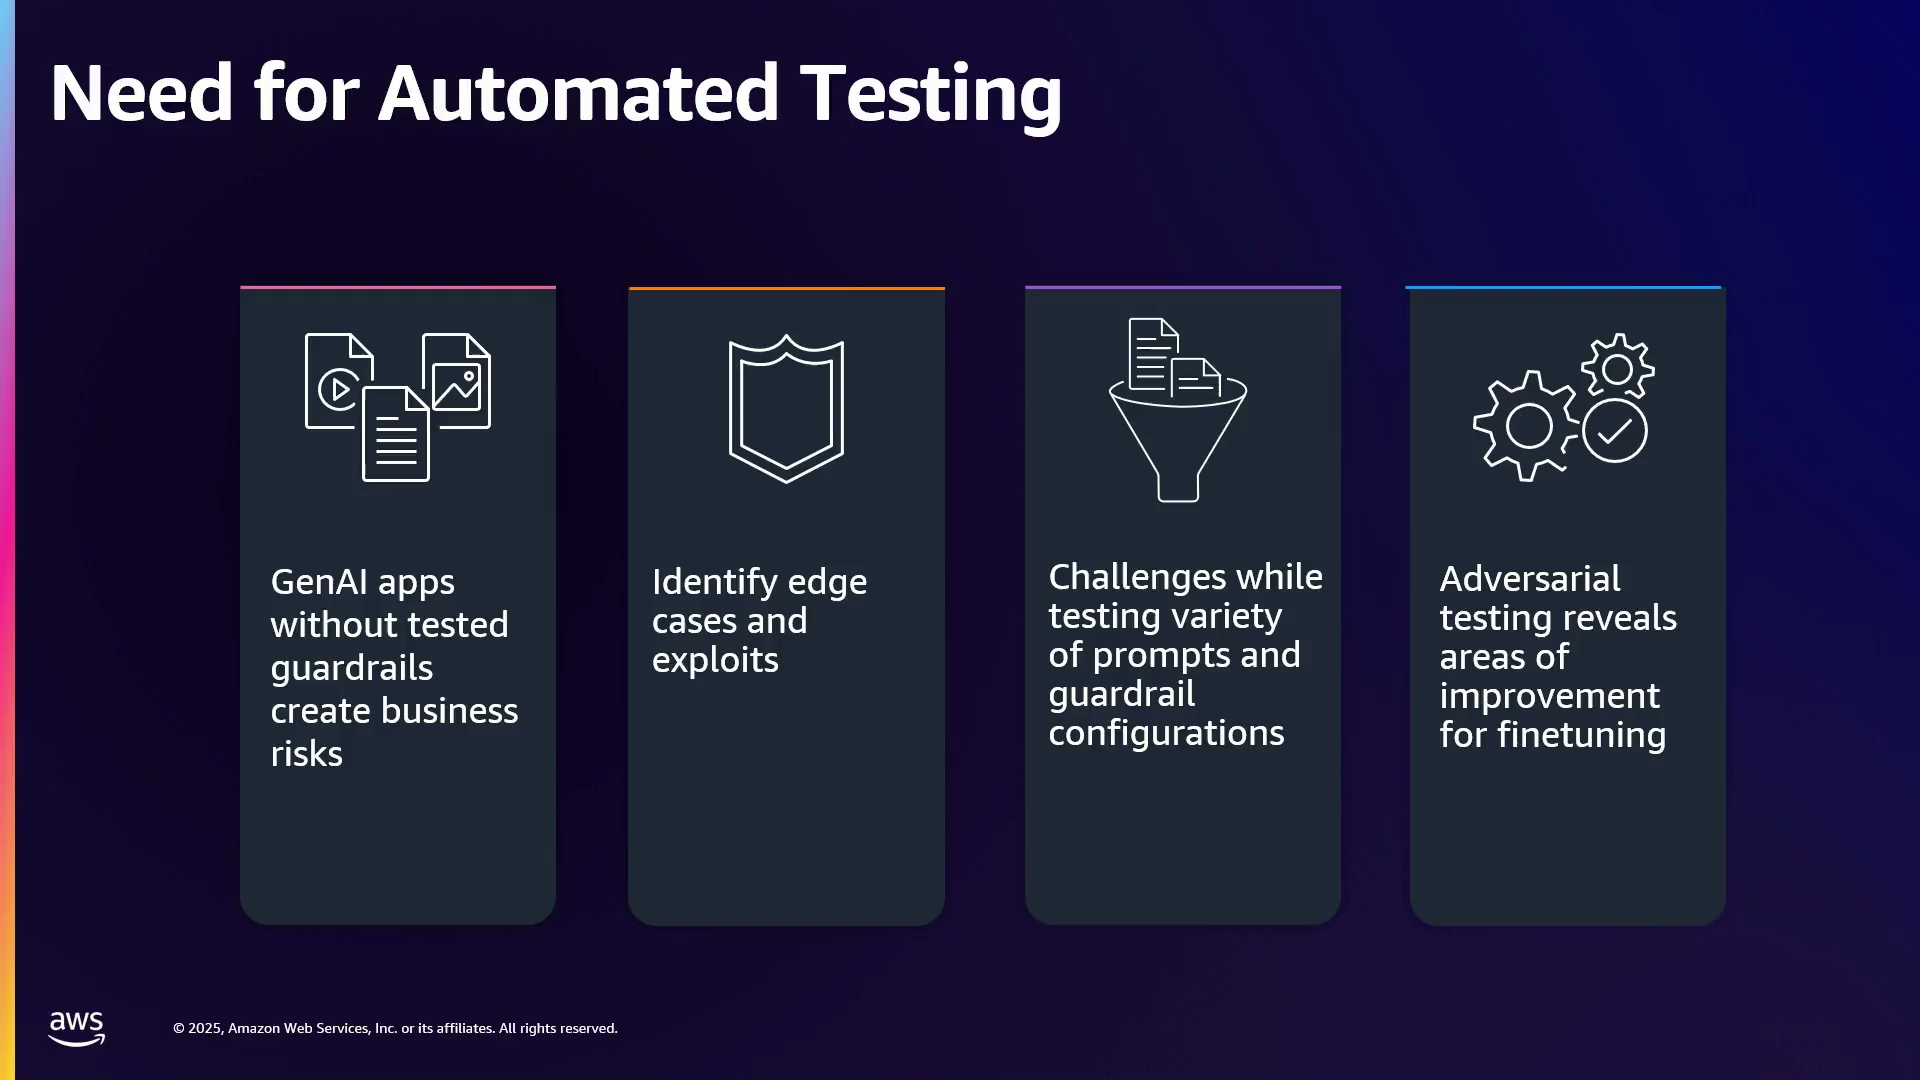 Need for Automated Testing
GenAI apps
without tested
guardrails
create business
risks
Identify edge
cases and
exploits
Challenges while
testing variety
of prompts and
guardrail
configurations
Adversarial
testing reveals
areas of
improvement
for finetuning
aws
© 2025, Amazon Web Services, Inc. or its affiliates. All rights reserved.